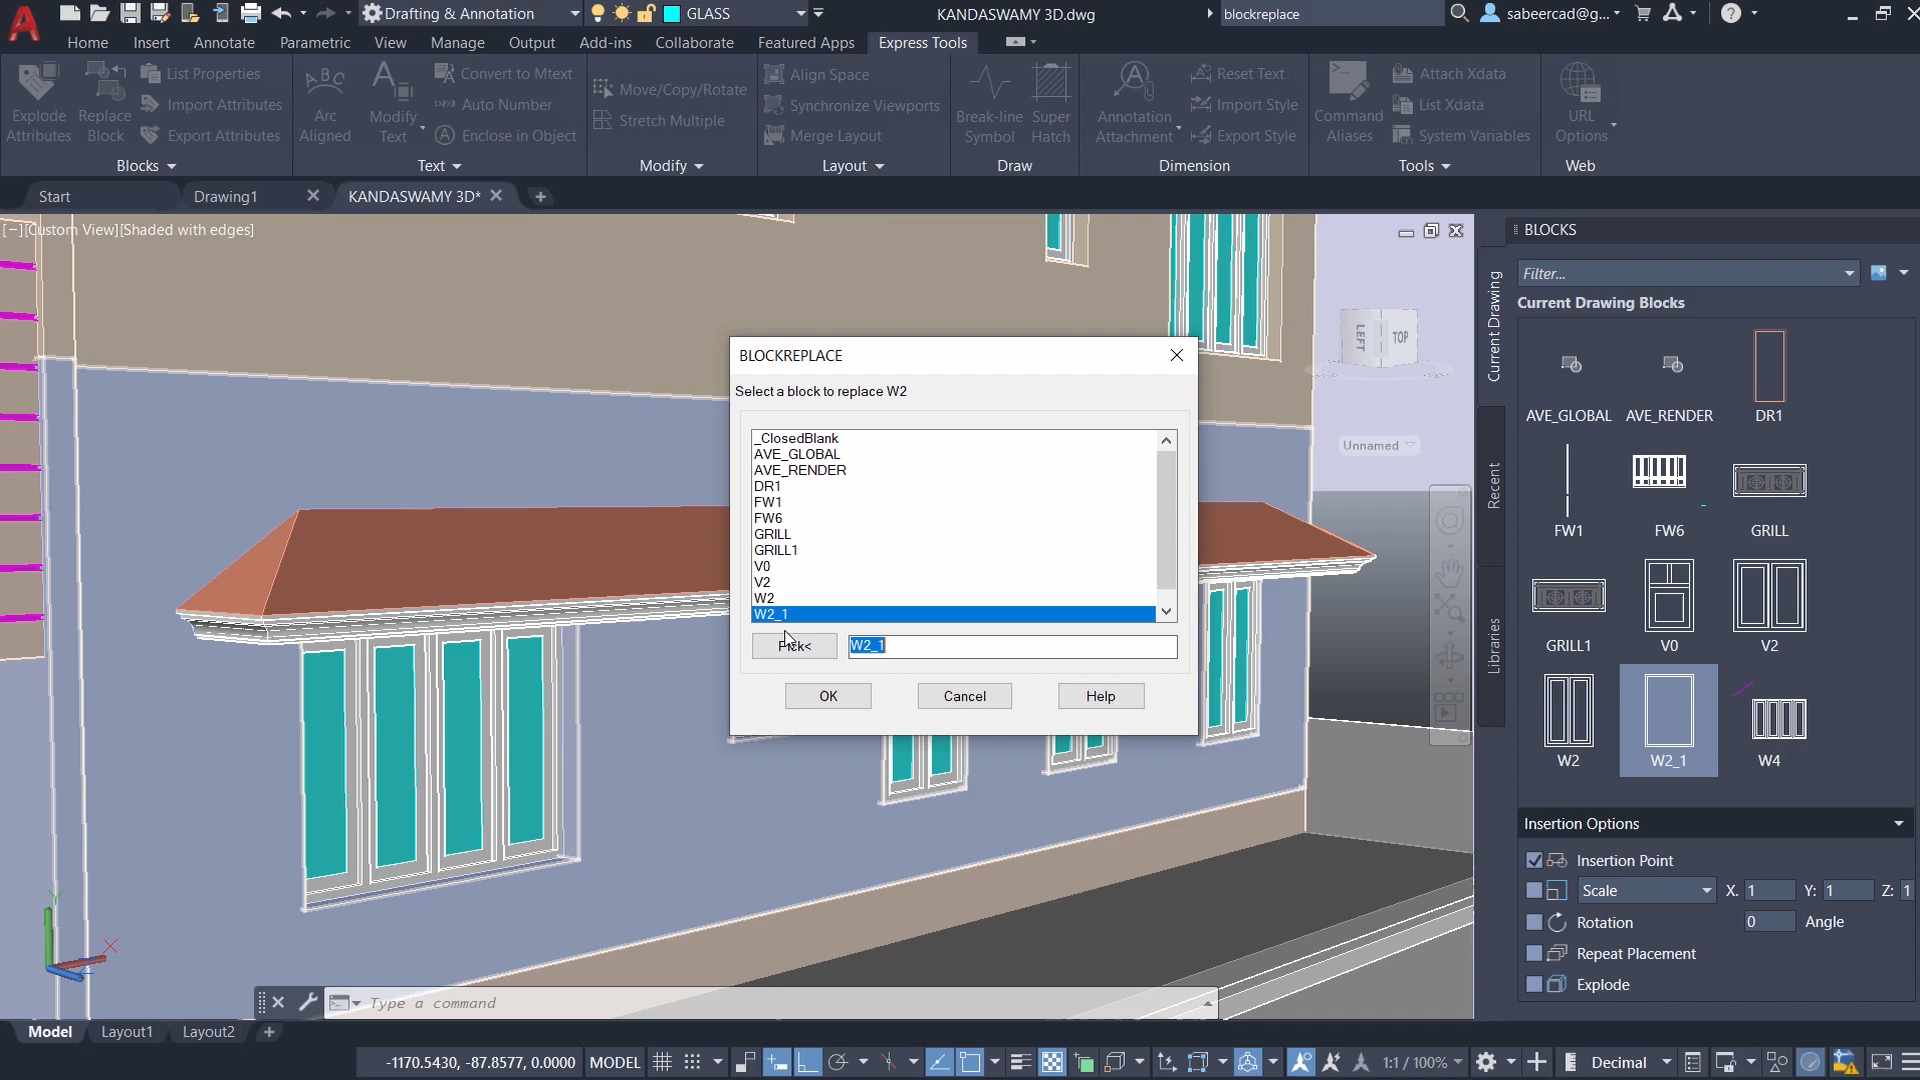 Drafting & Annotation
GLASS
KANDASWAMY 3D.dwg
blockreplace
sabeercad@g...
Home Insert Annotate Parametric View Manage Output Add-ins Collaborate Featured Apps Express Tools
Explode Attributes
Replace Block
List Properties
Import Attributes
Export Attributes
Blocks
Arc Aligned
Modify Text
Convert to Mtext
Auto Number
Enclose in Object
Text
Move/Copy/Rotate
Stretch Multiple
Modify
Align Space
Synchronize Viewports
Merge Layout
Layout
Break-line Symbol
Super Hatch
Draw
Annotation Attachment
Reset Text
Import Style
Export Style
Dimension
Command Aliases
Attach Xdata
List Xdata
System Variables
Tools
URL Options
Web
Start
Drawing1
KANDASWAMY 3D*
[−][Custom View][Shaded with edges]
LEFT
TOP
Unnamed
BLOCKREPLACE
Select a block to replace W2
_ClosedBlank
AVE_GLOBAL
AVE_RENDER
DR1
FW1
FW6
GRILL
GRILL1
V0
V2
W2
W2_1
Pick<
W2_1
OK
Cancel
Help
BLOCKS
Filter...
Current Drawing Blocks
Current Drawing
Recent
Libraries
AVE_GLOBAL AVE_RENDER DR1
FW1 FW6 GRILL
GRILL1 V0 V2
W2 W2_1 W4
Insertion Options
Insertion Point
Scale X. 1 Y: 1 Z: 1
Rotation 0 Angle
Repeat Placement
Explode
X
Y
Type a command
Model Layout1 Layout2
-1170.5430, -87.8577, 0.0000 MODEL
1:1 / 100%
Decimal